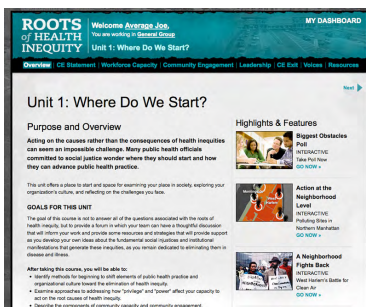 ROOTS
of HEALTH
INEQUITY
Welcome Average Joe,
You are working in General Group
Unit 1: Where Do We Start?
MY DASHBOARD
Overview | CE Statement | Workforce Capacity | Community Engagement | Leadership | CE Exit | Voices | Resources
Next
Unit 1: Where Do We Start?
Purpose and Overview
Acting on the causes rather than the consequences of health inequities
can seem an impossible challenge. Many public health officials
committed to social justice wonder where they should start and how
they can advance public health practice.
This unit offers a place to start and space for examining your place in society, exploring your
organization's culture, and reflecting on the challenges you face.
GOALS FOR THIS UNIT
The goal of this course is not to answer all of the questions associated with the roots of
health inequity, but to provide a forum in which your team can have a thoughtful discussion
that will inform your work and provide some resources and strategies that will provide support
as you develop your own ideas about the fundamental social injustices and institutional
manifestations that generate these inequities, as you remain dedicated to eliminating them in
disease and illness.
After taking this course, you will be able to:
• Identify methods for beginning to shift elements of public health practice and
organizational culture toward the elimination of health inequity.
• Examine approaches to addressing how "privilege" and "power" affect your capacity to
act on the root causes of health inequity.
• Describe the components of community capacity and community engagement
Highlights & Features
Biggest Obstacles
Poll
INTERACTIVE
Take Poll Now
GO NOW »
Action at the
Neighborhood
Level
INTERACTIVE
Polluting Sites in
Northern Manhattan
GO NOW »
A Neighborhood
Fights Back
INTERACTIVE
West Harlem's Battle for
Clean Air
GO NOW »